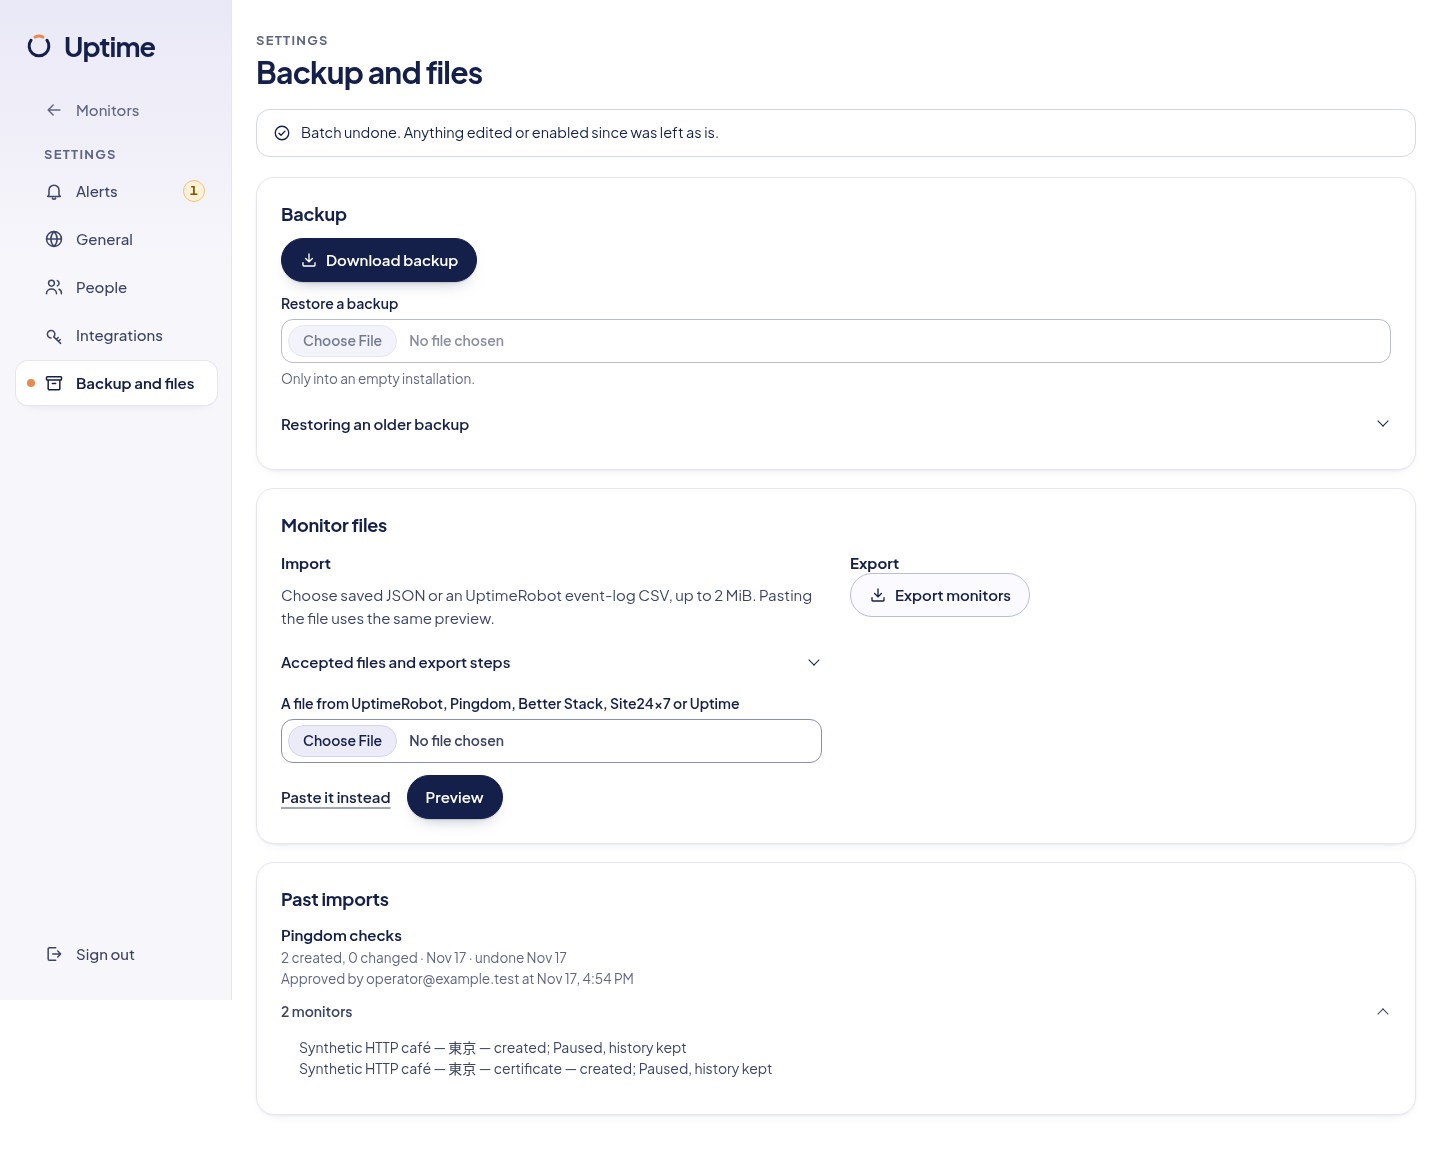 Uptime
Monitors
SETTINGS
Alerts 1
General
People
Integrations
Backup and files
Sign out
SETTINGS
Backup and files
Batch undone. Anything edited or enabled since was left as is.
Backup
Download backup
Restore a backup
Choose File No file chosen
Only into an empty installation.
Restoring an older backup
Monitor files
Import
Choose saved JSON or an UptimeRobot event-log CSV, up to 2 MiB. Pasting
the file uses the same preview.
Accepted files and export steps
A file from UptimeRobot, Pingdom, Better Stack, Site24×7 or Uptime
Choose File No file chosen
Paste it instead Preview
Export
Export monitors
Past imports
Pingdom checks
2 created, 0 changed · Nov 17 · undone Nov 17
Approved by operator@example.test at Nov 17, 4:54 PM
2 monitors
Synthetic HTTP café — 東京 — created; Paused, history kept
Synthetic HTTP café — 東京 — certificate — created; Paused, history kept